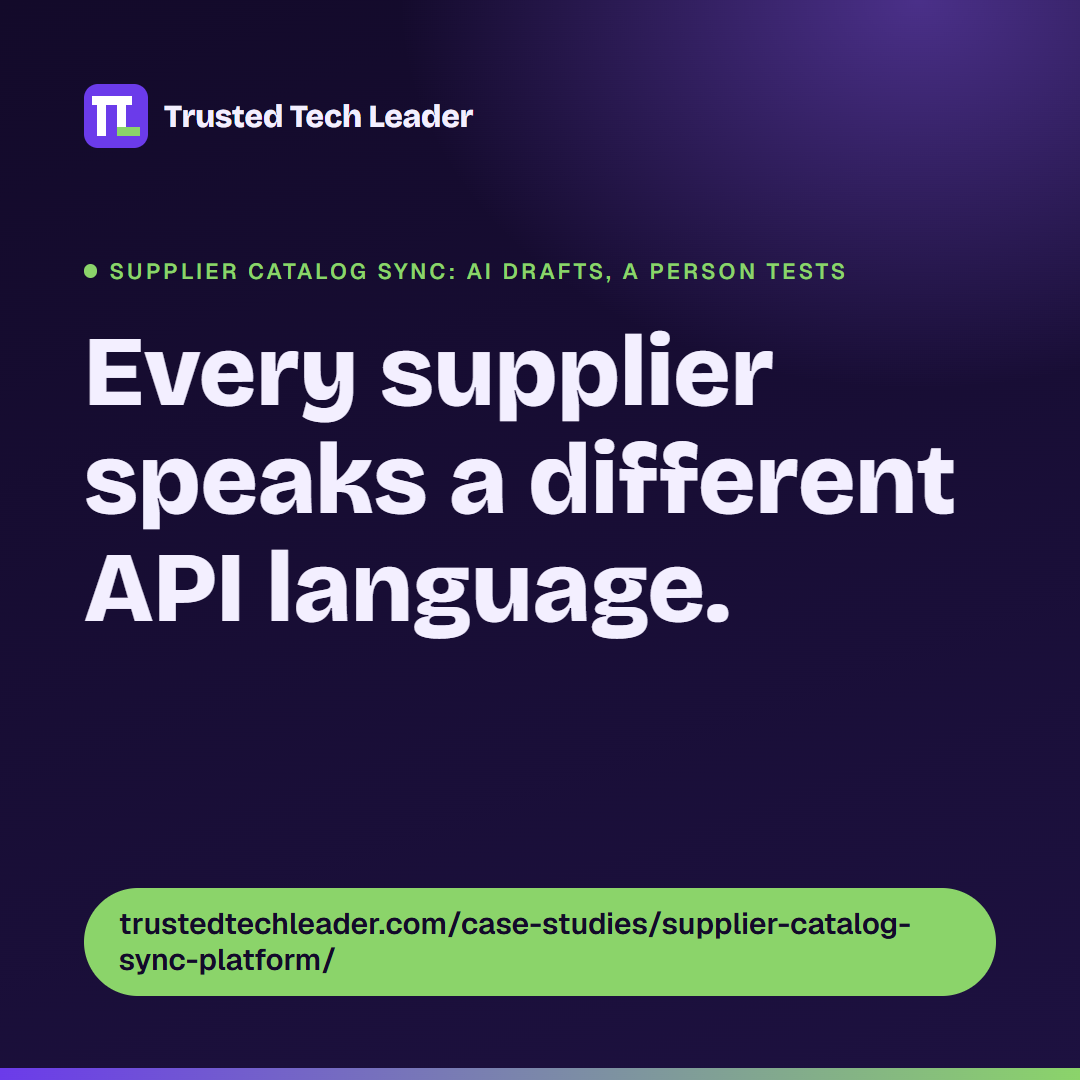 TL
Trusted Tech Leader
SUPPLIER CATALOG SYNC: AI DRAFTS, A PERSON TESTS
Every supplier
speaks a different
API language.
trustedtechleader.com/case-studies/supplier-catalog-
sync-platform/